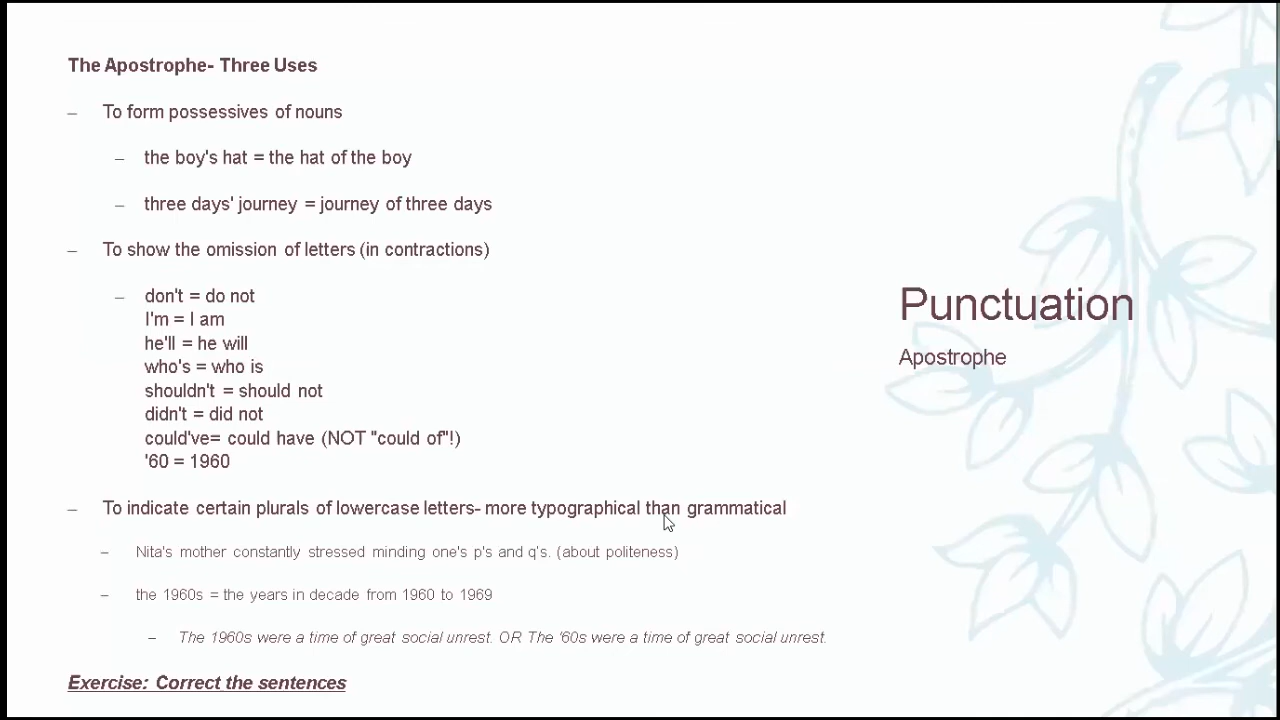 The Apostrophe- Three Uses
– To form possessives of nouns
– the boy's hat = the hat of the boy
– three days' journey = journey of three days
– To show the omission of letters (in contractions)
– don't = do not
I'm = I am
he'll = he will
who's = who is
shouldn't = should not
didn't = did not
could've= could have (NOT "could of"!)
'60 = 1960
– To indicate certain plurals of lowercase letters- more typographical than grammatical
– Nita's mother constantly stressed minding one's p's and q's. (about politeness)
– the 1960s = the years in decade from 1960 to 1969
– The 1960s were a time of great social unrest. OR The '60s were a time of great social unrest.
Exercise: Correct the sentences
Punctuation
Apostrophe